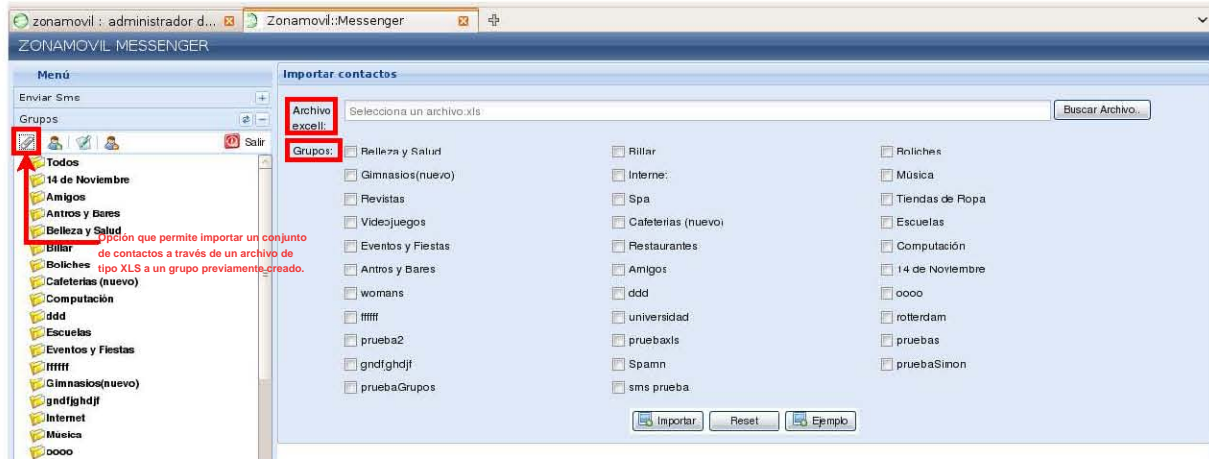 zonamovil : administrador d...
Zonamovil::Messenger
ZONAMOVIL MESSENGER
Menú
Enviar Sms
Grupos
Salir
Todos
14 de Noviembre
Amigos
Antros y Bares
Belleza y Salud
Billar
Boliches
Cafeterias (nuevo)
Computación
ddd
Escuelas
Eventos y Fiestas
ffffff
Gimnasios(nuevo)
gndfjghdjf
Internet
Música
oooo
Opción que permite importar un conjunto
de contactos a través de un archivo de
tipo XLS a un grupo previamente creado.
Importar contactos
Archivo
excell:
Selecciona un archivo.xls
Buscar Archivo..
Grupos:
Belleza y Salud
Billar
Boliches
Gimnasios(nuevo)
Internet
Música
Revistas
Spa
Tiendas de Ropa
Videojuegos
Cafeterias (nuevo)
Escuelas
Eventos y Fiestas
Restaurantes
Computación
Antros y Bares
Amigos
14 de Noviembre
womans
ddd
oooo
ffffff
universidad
rotterdam
prueba2
pruebaxls
pruebas
gndfjghdjf
Spamn
pruebaSimon
pruebaGrupos
sms prueba
Importar
Reset
Ejemplo